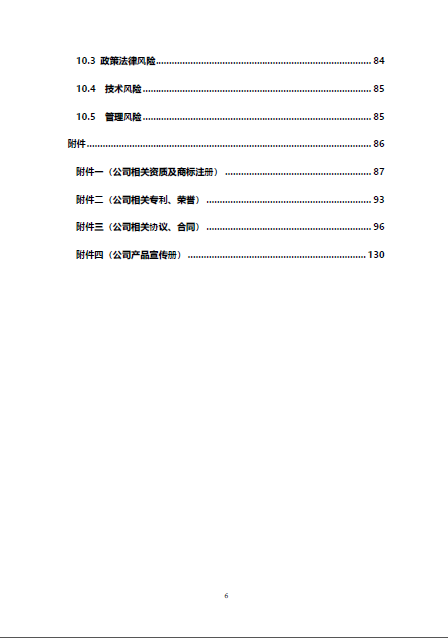 10.3 政策法律风险........................................................................ 84
10.4 技术风险............................................................................. 85
10.5 管理风险............................................................................. 85
附件............................................................................................... 86
附件一（公司相关资质及商标注册） ................................................. 87
附件二（公司相关专利、荣誉） ....................................................... 93
附件三（公司相关协议、合同） ....................................................... 96
附件四（公司产品宣传册） ............................................................ 130
6